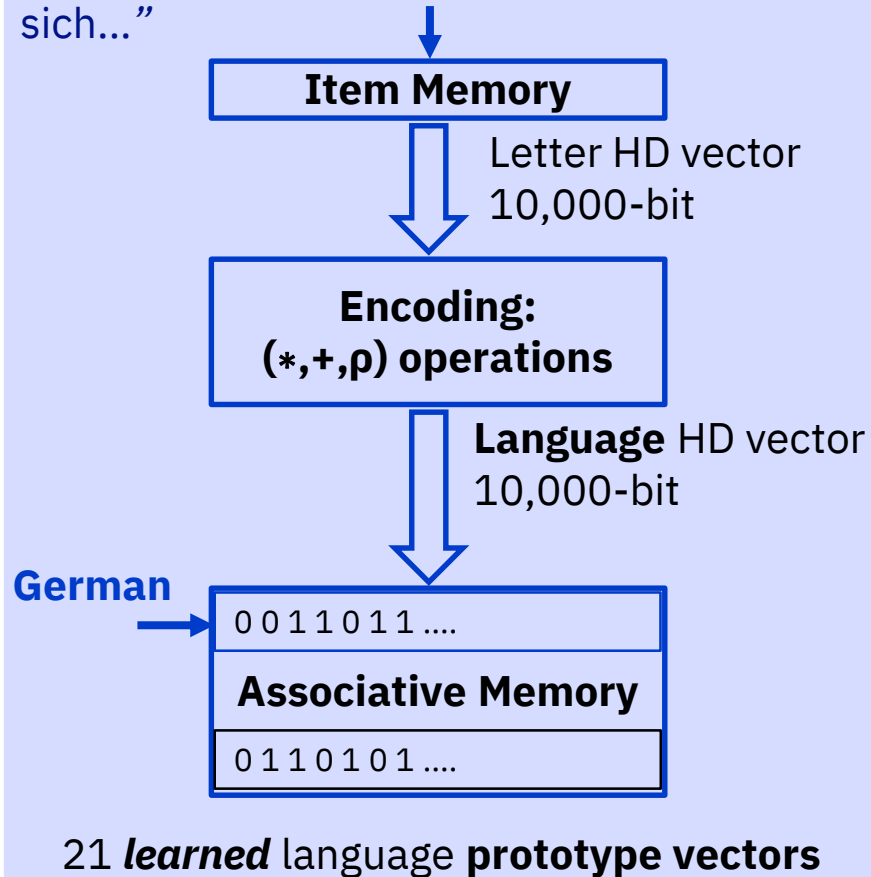 sich...”
Item Memory
Letter HD vector
10,000-bit
Encoding:
(*,+,ρ) operations
Language HD vector
10,000-bit
German
0 0 1 1 0 1 1 ....
Associative Memory
0 1 1 0 1 0 1 ....
21 learned language prototype vectors